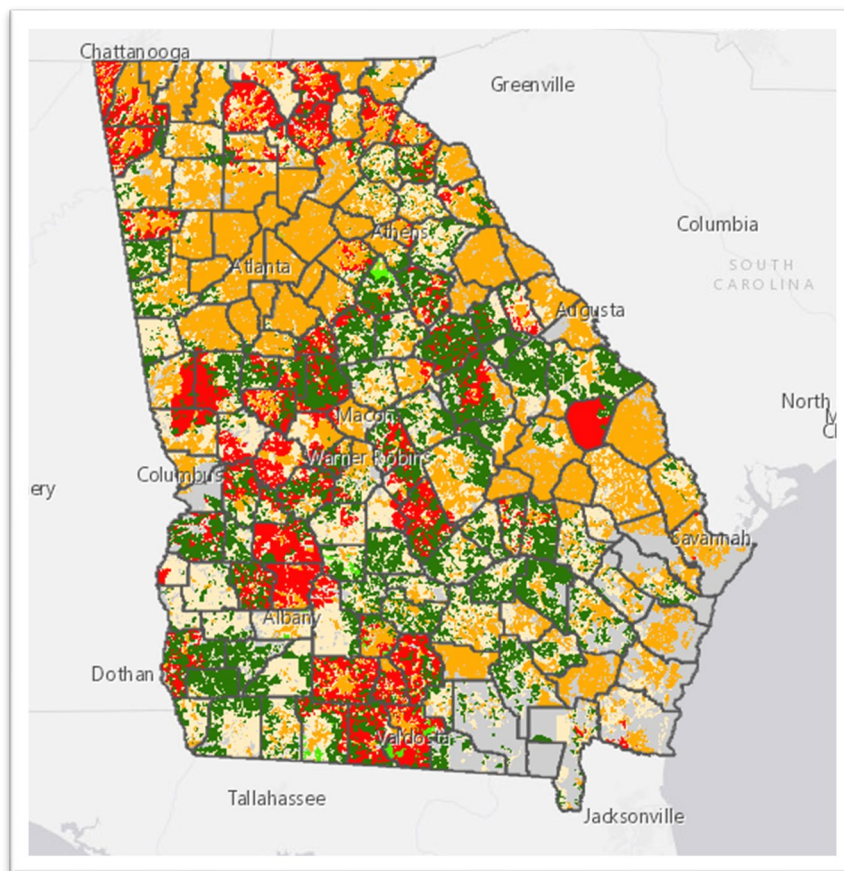 Chattanooga
Greenville
Athens
Columbia
Atlanta
SOUTH
CAROLINA
Augusta
North
M
Macon
Warner Robins
Columbus
ery
Savannah
Albany
Dothan
Valdosta
Tallahassee
Jacksonville